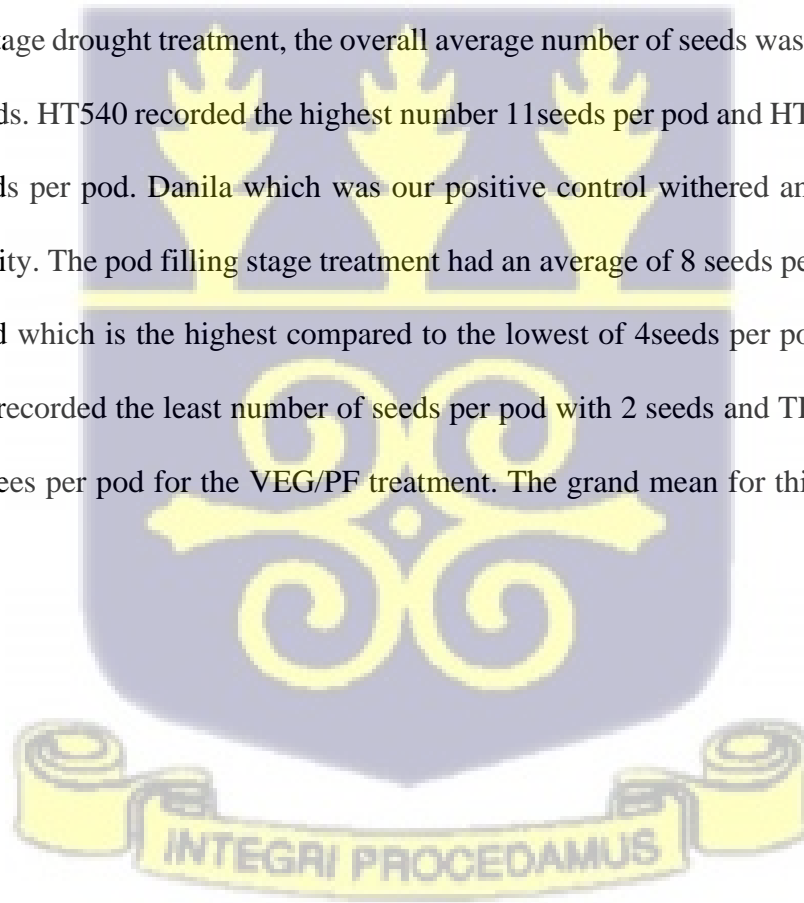 tage drought treatment, the overall average number of seeds was
ds. HT540 recorded the highest number 11seeds per pod and HT
ds per pod. Danila which was our positive control withered an
ity. The pod filling stage treatment had an average of 8 seeds pe
d which is the highest compared to the lowest of 4seeds per po
recorded the least number of seeds per pod with 2 seeds and
ees per pod for the VEG/PF treatment. The grand mean for thi
INTEGRI PROCEDAMUS